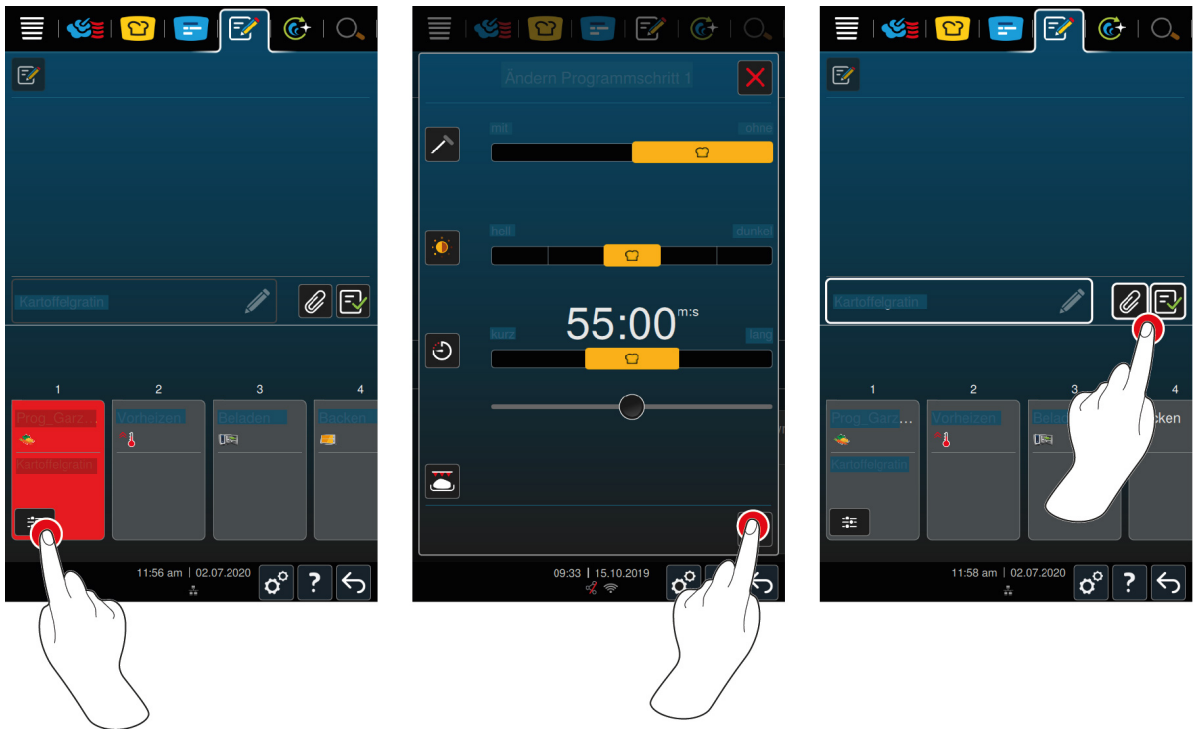 Kartoffelgratin
1 2 3 4
Prog_Garz... Vorheizen Beladen Backen
Kartoffelgratin
11:56 am | 02.07.2020
?
Ändern Programmschritt 1
mit ohne
hell dunkel
55:00 m:s
kurz lang
09:33 | 15.10.2019
Kartoffelgratin
1 2 3 4
Prog_Garz... Vorheizen
cken
Kartoffelgratin
11:58 am | 02.07.2020
?